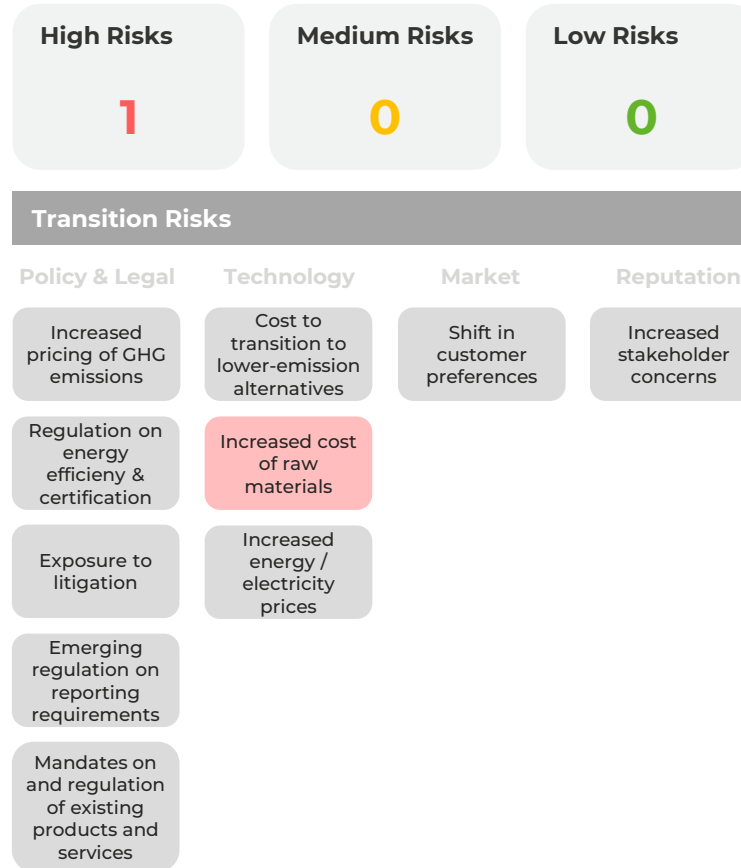 High Risks
1
Medium Risks
0
Low Risks
0
Transition Risks
Policy & Legal
Increased
pricing of GHG
emissions
Regulation on
energy
efficieny &
certification
Exposure to
litigation
Emerging
regulation on
reporting
requirements
Mandates on
and regulation
of existing
products and
services
Technology
Cost to
transition to
lower-emission
alternatives
Increased cost
of raw
materials
Increased
energy /
electricity
prices
Market
Shift in
customer
preferences
Reputation
Increased
stakeholder
concerns